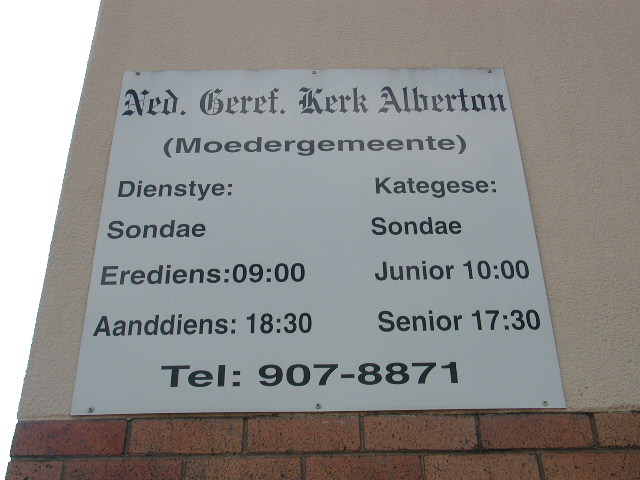 Ned. Geref. Kerk Alberton
(Moedergemeente)
Dienstye: Kategese:
Sondae Sondae
Erediens:09:00 Junior 10:00
Aanddiens: 18:30 Senior 17:30
Tel: 907-8871